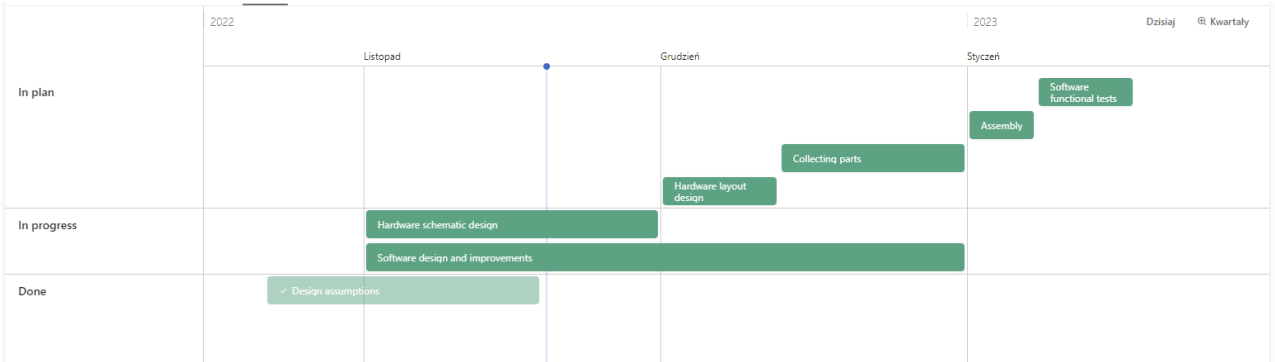 2022
2023
Dzisiaj
Kwartały
Listopad
Grudzień
Styczeń
In plan
Software
functional tests
Assembly
Collecting parts
Hardware layout
design
In progress
Hardware schematic design
Software design and improvements
Done
Design assumptions